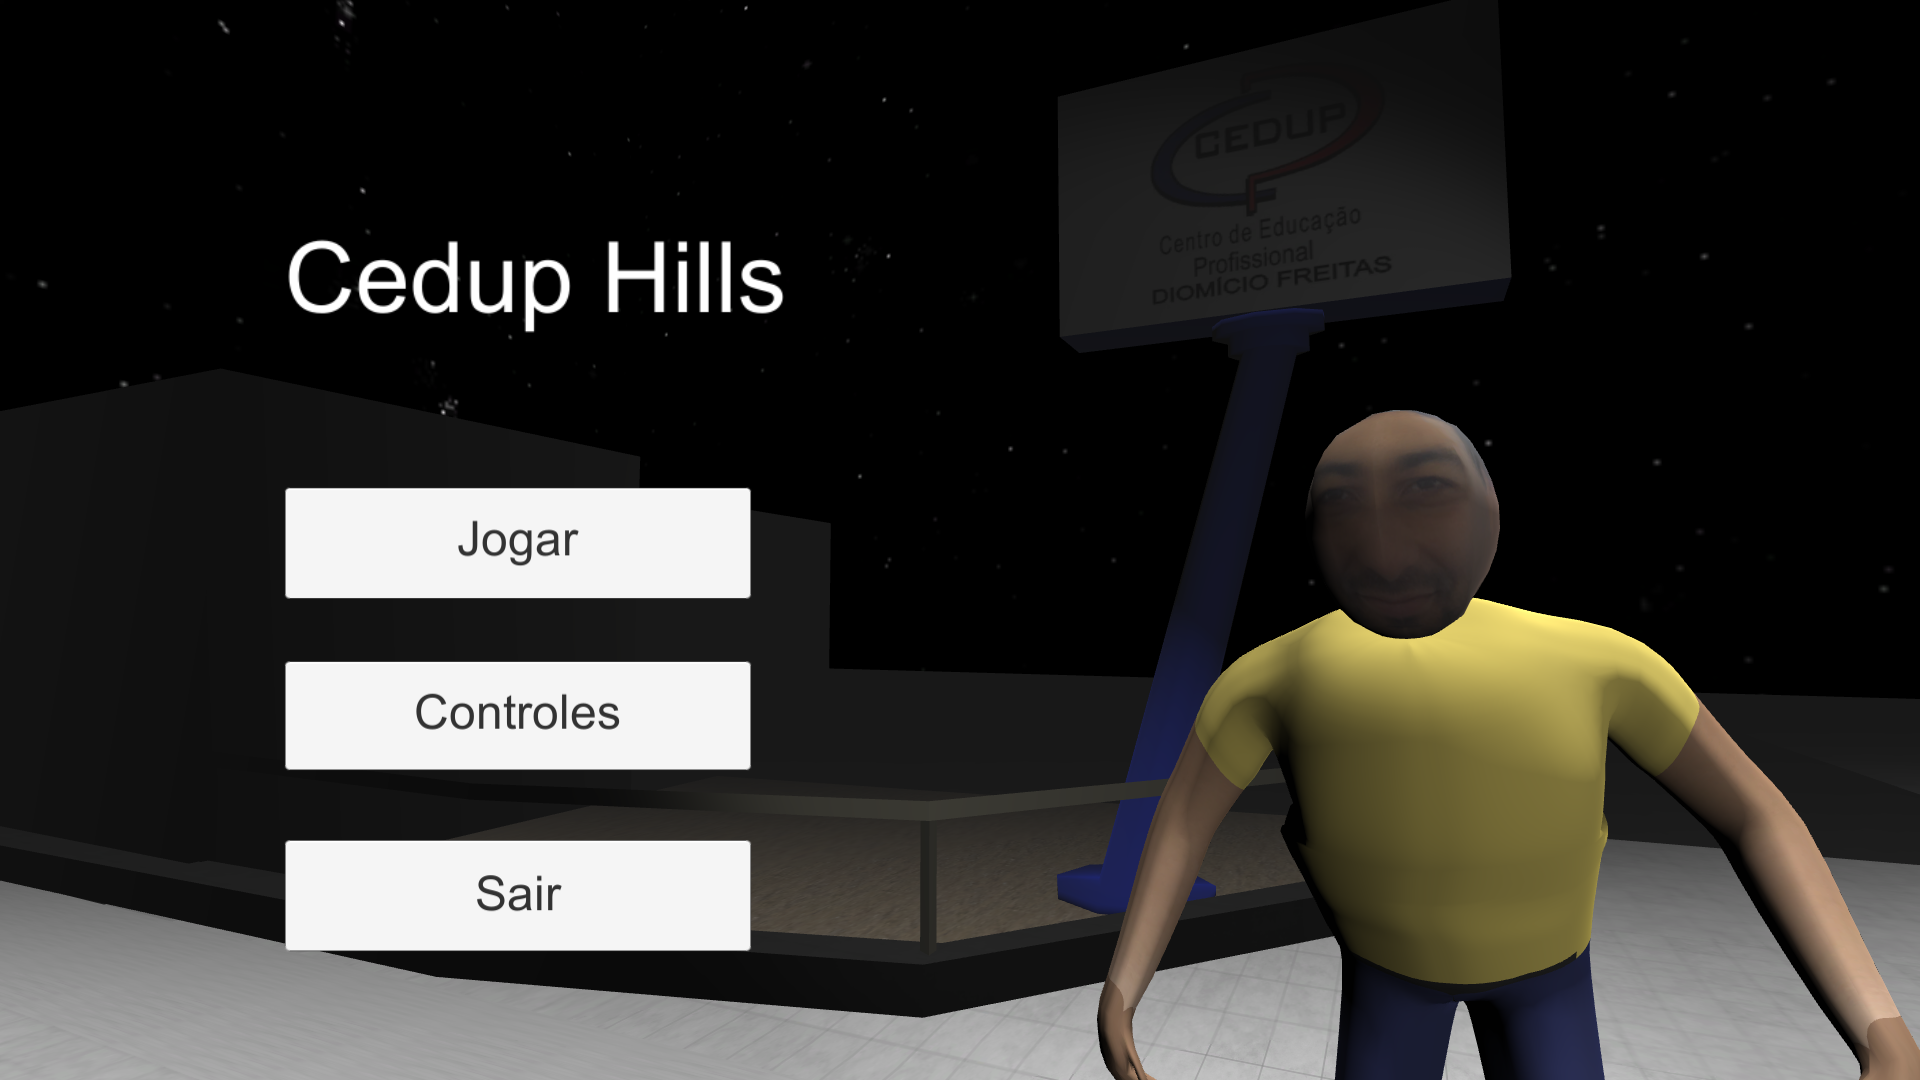 Cedup Hills
Jogar
Controles
Sair
CEDUP
Centro de Educação
Profissional
DIOMÍCIO FREITAS